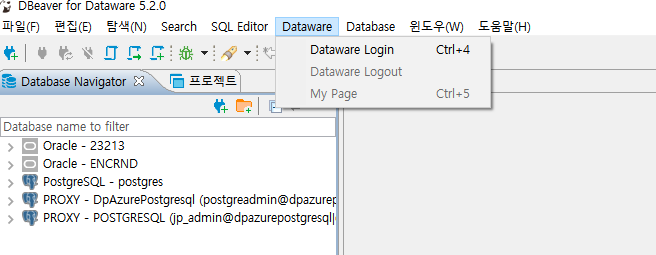 DBeaver for Dataware 5.2.0
파일(F) 편집(E) 탐색(N) Search SQL Editor Dataware Database 윈도우(W) 도움말(H)
Dataware Login Ctrl+4
Dataware Logout
My Page Ctrl+5
Database Navigator 프로젝트
Database name to filter
Oracle - 23213
Oracle - ENCRND
PostgreSQL - postgres
PROXY - DpAzurePostgresql (postgreadmin@dpazurep
PROXY - POSTGRESQL (jp_admin@dpazurepostgresql